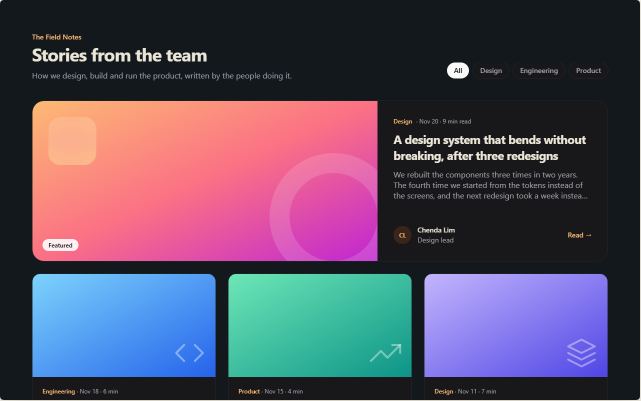 The Field Notes
Stories from the team
How we design, build and run the product, written by the people doing it.
All
Design
Engineering
Product
Featured
Design · Nov 20 · 9 min read
A design system that bends without
breaking, after three redesigns
We rebuilt the components three times in two years.
The fourth time we started from the tokens instead of
the screens, and the next redesign took a week instea...
CL
Chenda Lim
Design lead
Read →
Engineering · Nov 18 · 6 min
Product · Nov 15 · 4 min
Design · Nov 11 · 7 min